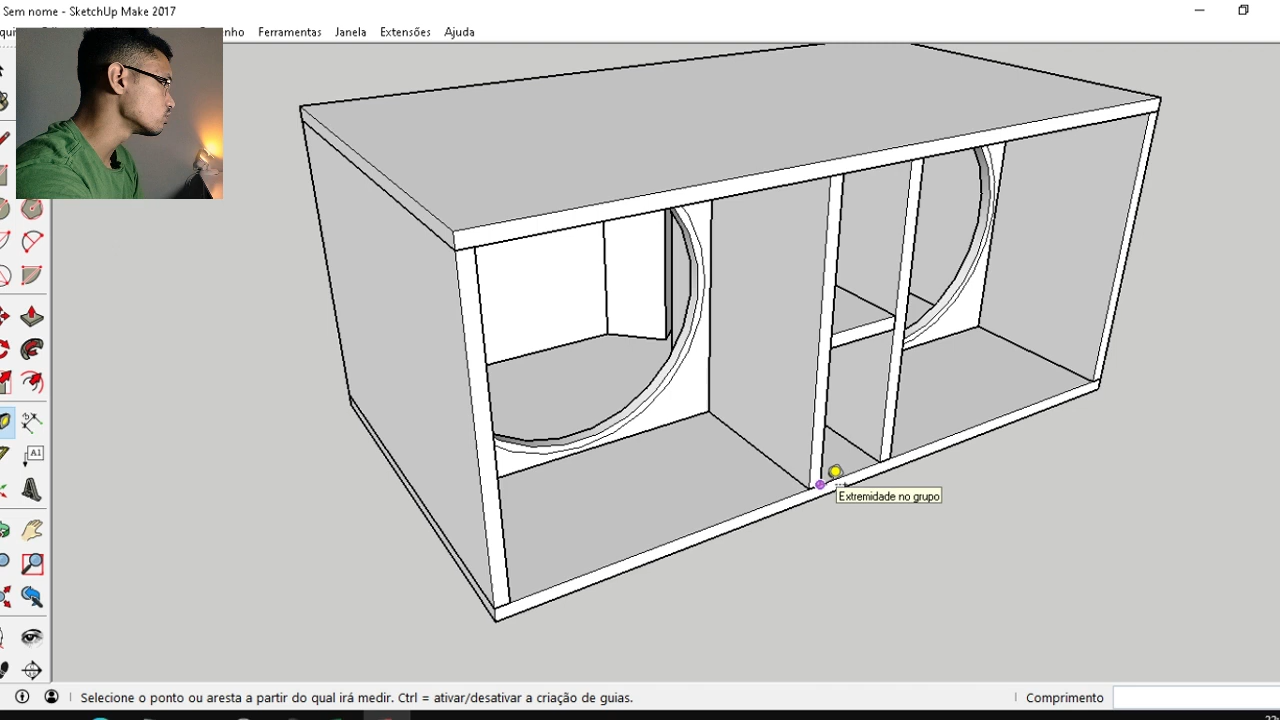 Sem nome - SketchUp Make 2017
Ferramentas Janela Extensões Ajuda
A1
Extremidade no grupo
Selecione o ponto ou aresta a partir do qual irá medir. Ctrl = ativar/desativar a criação de guias.
Comprimento